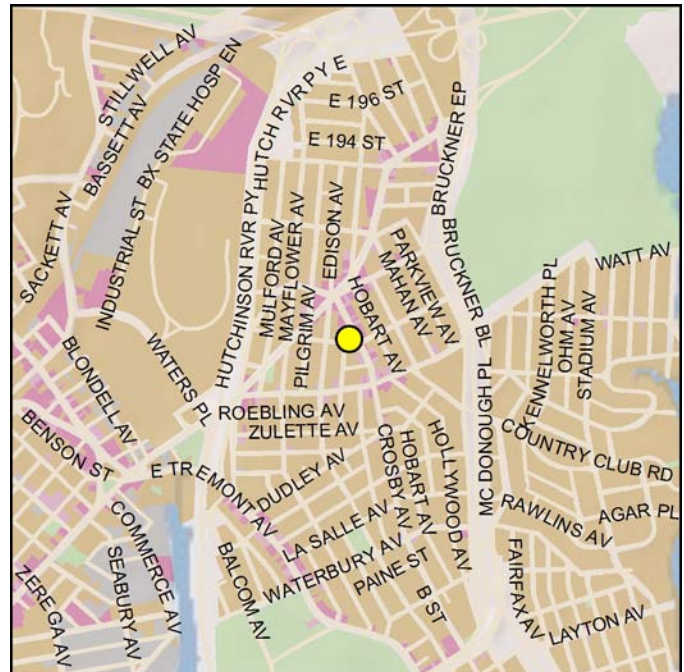 STILLWELL AV
BASSETT AV
BX STATE HOSP EN
SACKETT AV
INDUSTRIAL ST
HUTCH RVR PY E
E 196 ST
E 194 ST
BRUCKNER EP
BRUCKNER BL
HUTCHINSON RVR PY
MULFORD AV
MAYFLOWER AV
PILGRIM AV
EDISON AV
HOBART AV
PARKVIEW AV
MAHAN AV
WATT AV
KENNELWORTH PL
OHM AV
STADIUM AV
MC DONOUGH PL
WATERS PL
BLONDELL AV
BENSON ST
ROEBLING AV
ZULETTE AV
E TREMONT AV
DUDLEY AV
CROSBY AV
HOBART AV
HOLLYWOOD AV
COUNTRY CLUB RD
RAWLINS AV
AGAR PL
COMMERCE AV
SEABURY AV
ZEREGA AV
BALCOM AV
LA SALLE AV
WATERBURY AV
PAINE ST
B ST
FAIRFAX AV
LAYTON AV